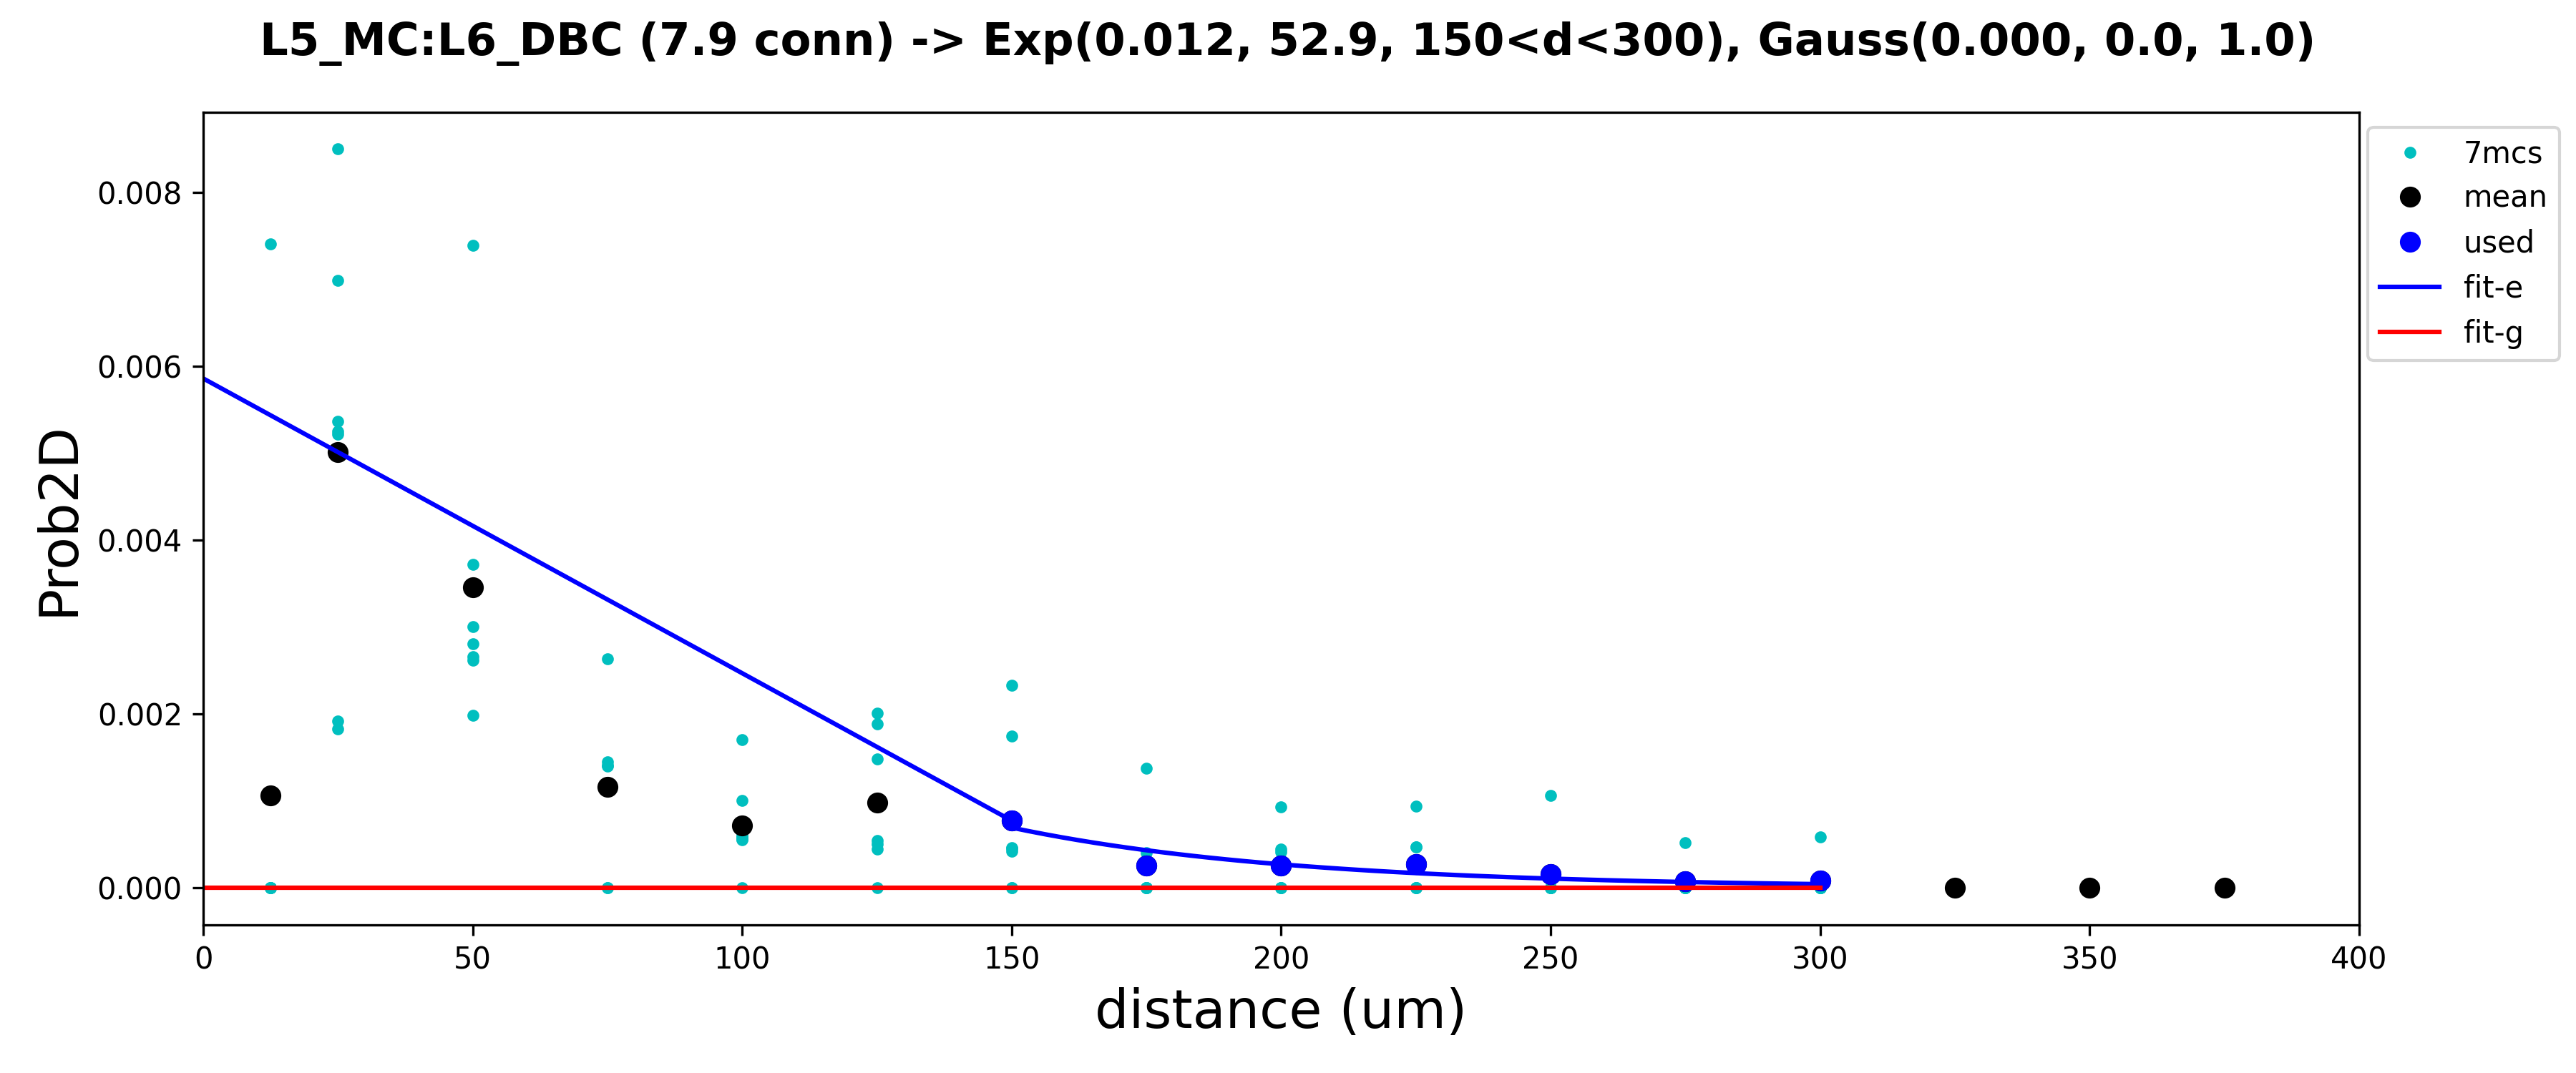 L5_MC:L6_DBC (7.9 conn) -> Exp(0.012, 52.9, 150<d<300), Gauss(0.000, 0.0, 1.0)
7mcs
mean
used
fit-e
fit-g
Prob2D
0.008
0.006
0.004
0.002
0.000
0 50 100 150 200 250 300 350 400
distance (um)